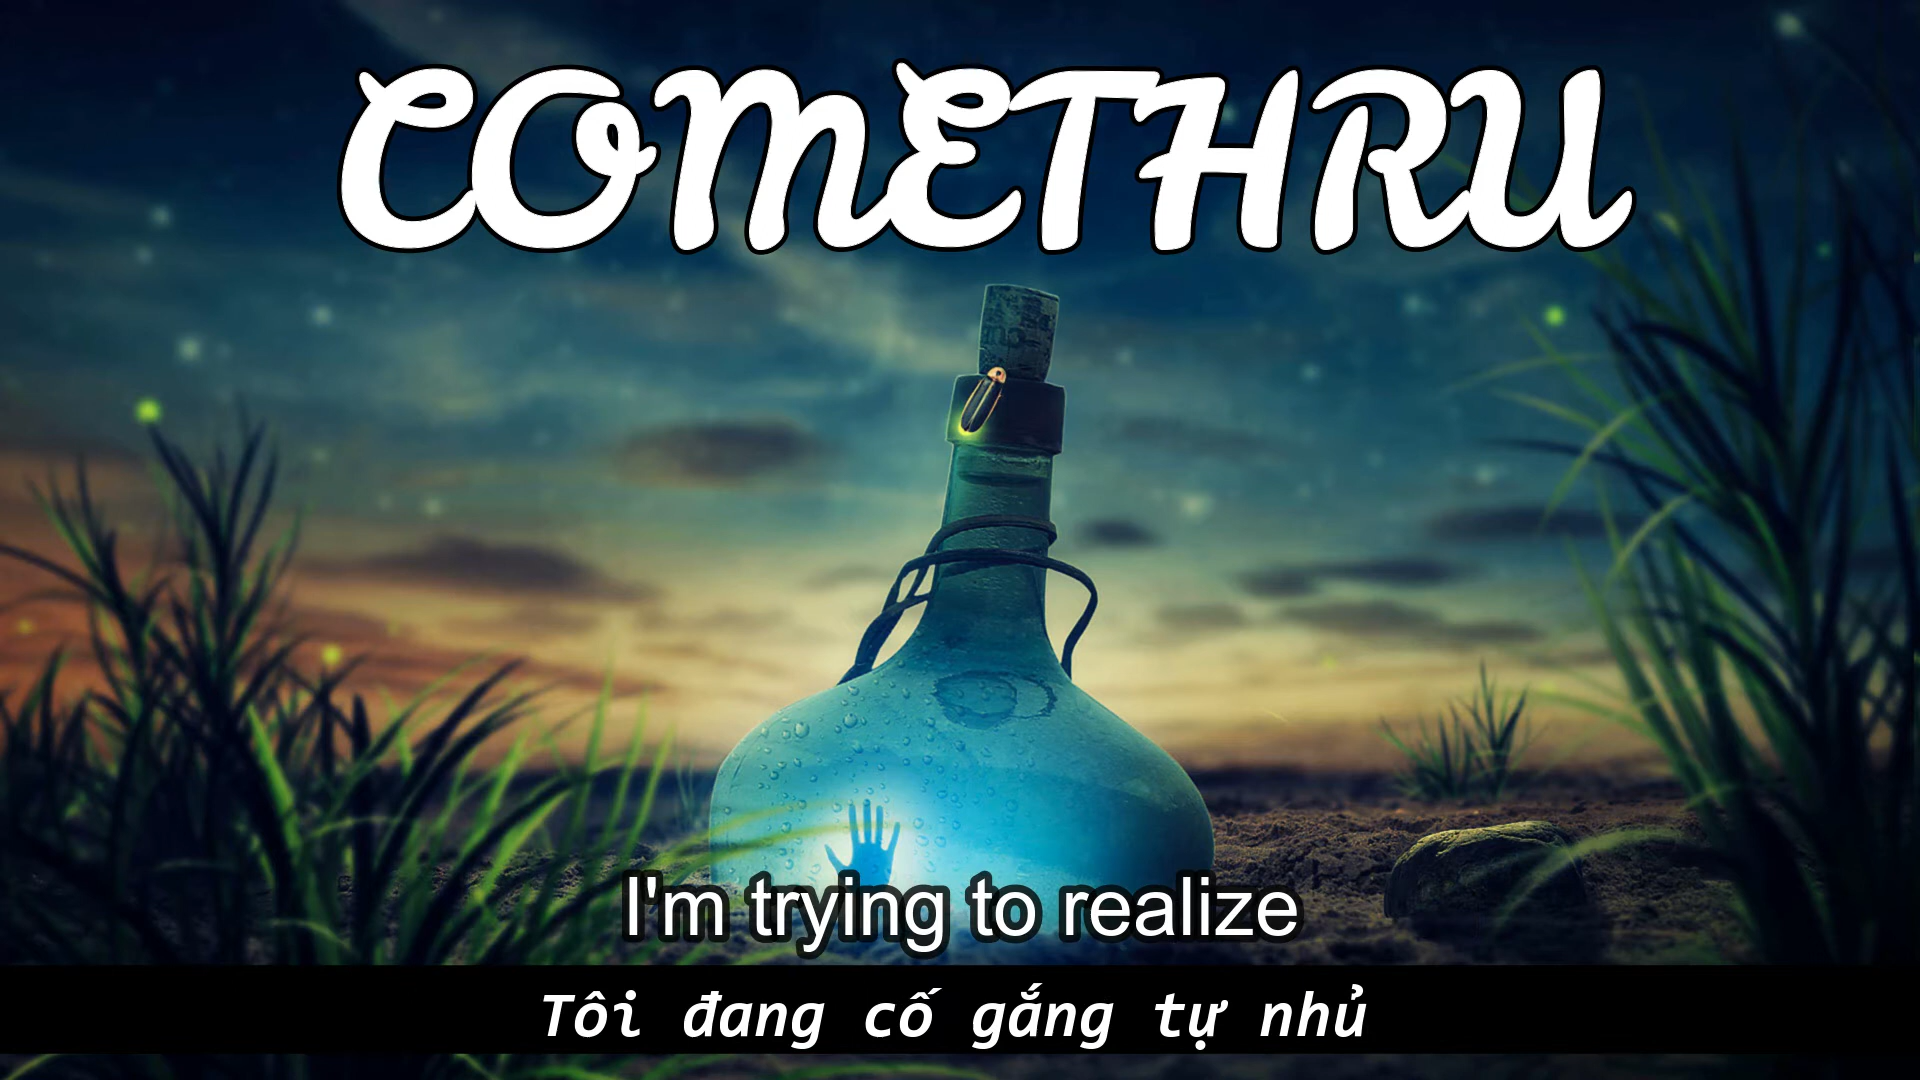 COMETHRU
I'm trying to realize
Tôi đang cố gắng tự nhủ